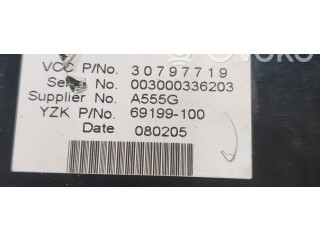 VCC P/No. 30797719
Serial No. 003000336203
Supplier No. A555G
YZK P/No. 69199-100
Date 080205